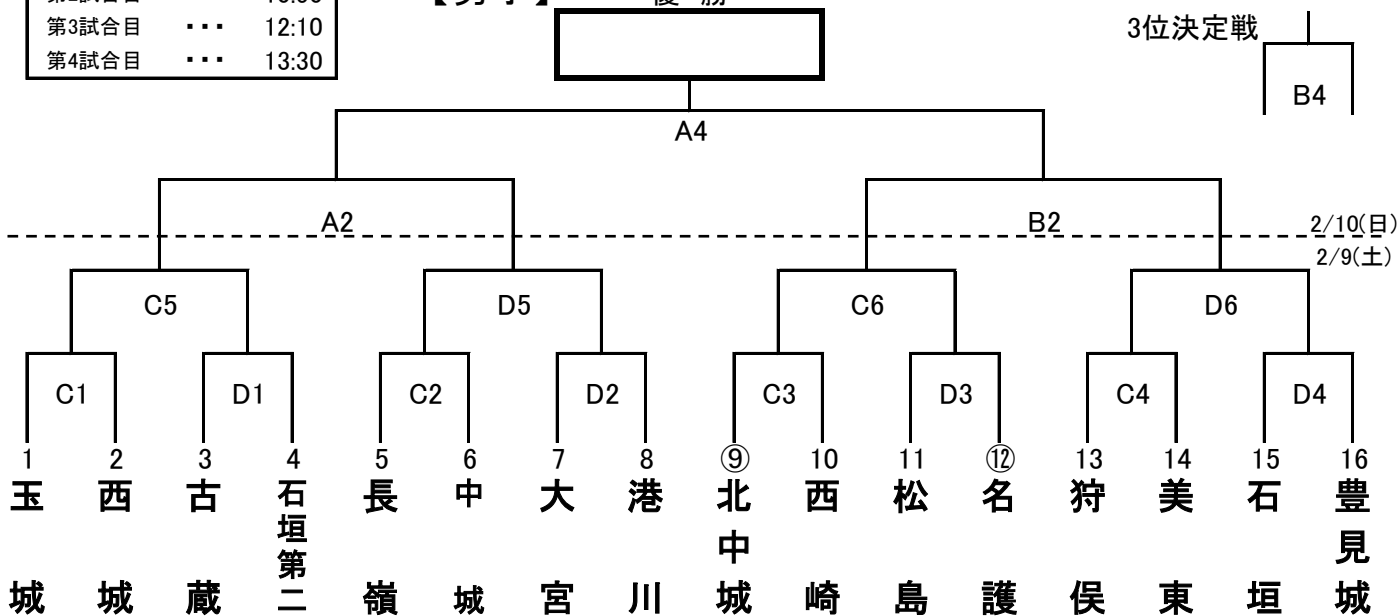 第3試合目 ・・・ 12:10
第4試合目 ・・・ 13:30
3位決定戦
B4
A4
A2
B2
2/10(日)
2/9(土)
C5
D5
C6
D6
C1
D1
C2
D2
C3
D3
C4
D4
1 2 3 4 5 6 7 8 ⑨ 10 11 ⑫ 13 14 15 16
玉城
西城
古蔵
石垣第二
長嶺
中城
大宮
港川
北中城
西崎
松島
名護
狩俣
美東
石垣
豊見城